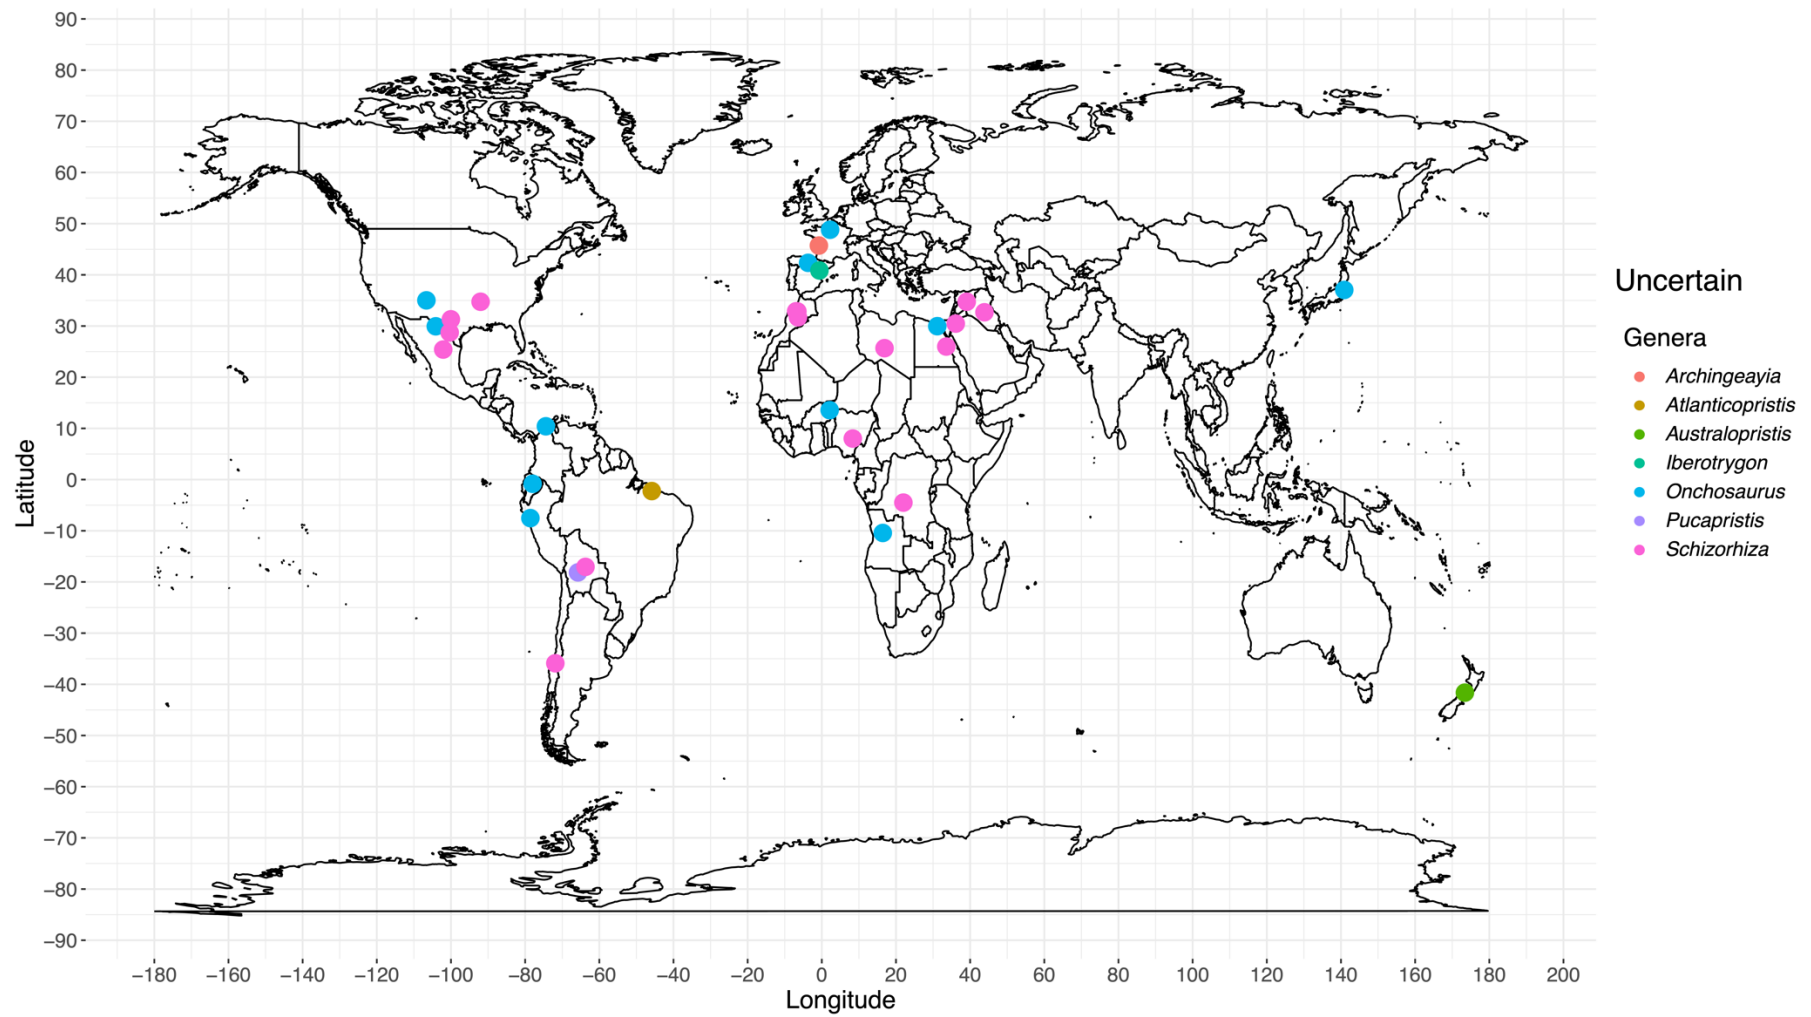 90
80
70
60
50
40
30
20
10
0
−10
−20
−30
−40
−50
−60
−70
−80
−90
Latitude
−180 −160 −140 −120 −100 −80 −60 −40 −20 0 20 40 60 80 100 120 140 160 180 200
Longitude
Uncertain
Genera
Archingeayia
Atlanticopristis
Australopristis
Iberotrygon
Onchosaurus
Pucapristis
Schizorhiza